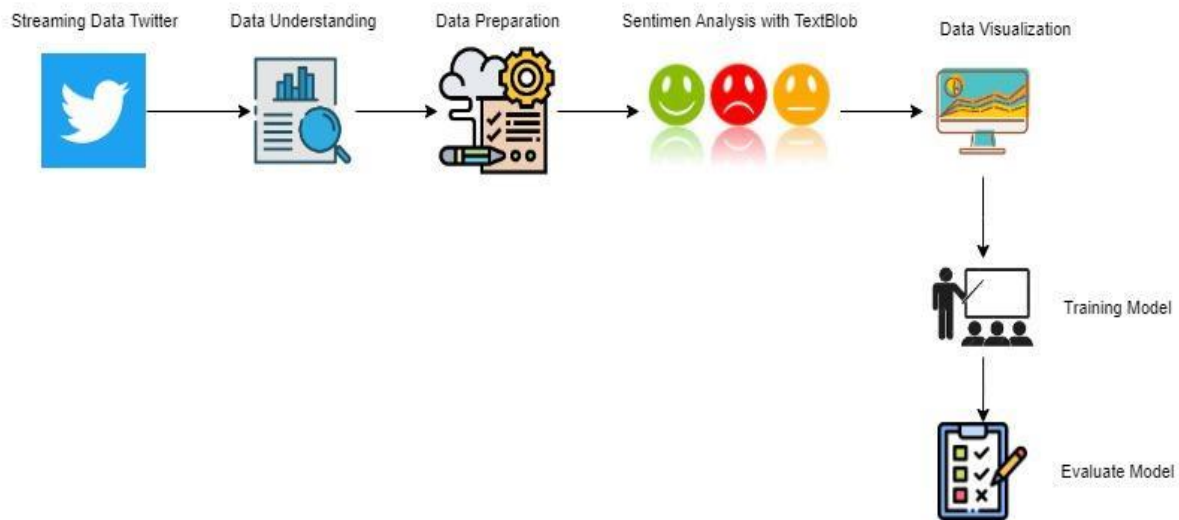 Streaming Data Twitter
Data Understanding
Data Preparation
Sentimen Analysis with TextBlob
Data Visualization
Training Model
Evaluate Model